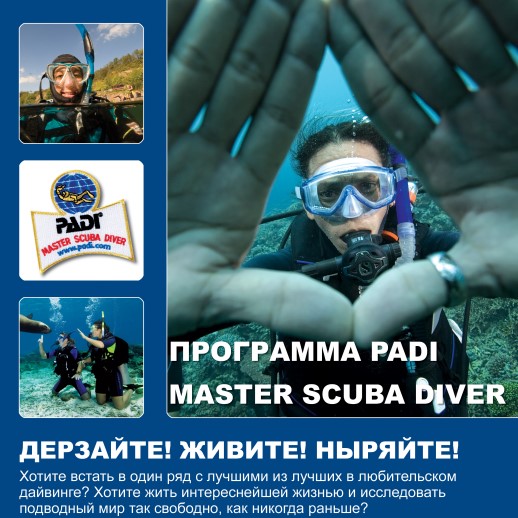 PADI
MASTER SCUBA DIVER
www.padi.com
ПРОГРАММА PADI
MASTER SCUBA DIVER
ДЕРЗАЙТЕ! ЖИВИТЕ! НЫРЯЙТЕ!
Хотите встать в один ряд с лучшими из лучших в любительском
дайвинге? Хотите жить интереснейшей жизнью и исследовать
подводный мир так свободно, как никогда раньше?